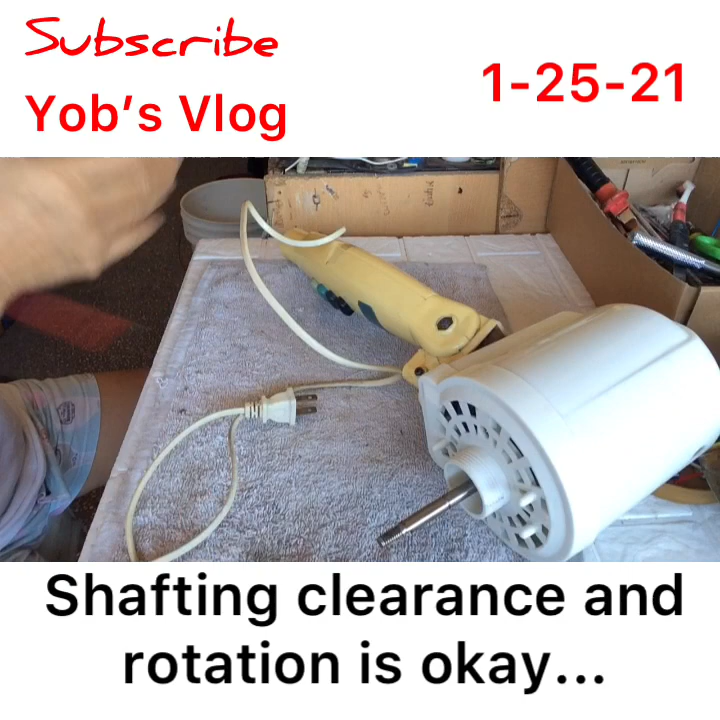 Subscribe
Yob's Vlog
1-25-21
Shafting clearance and
rotation is okay...